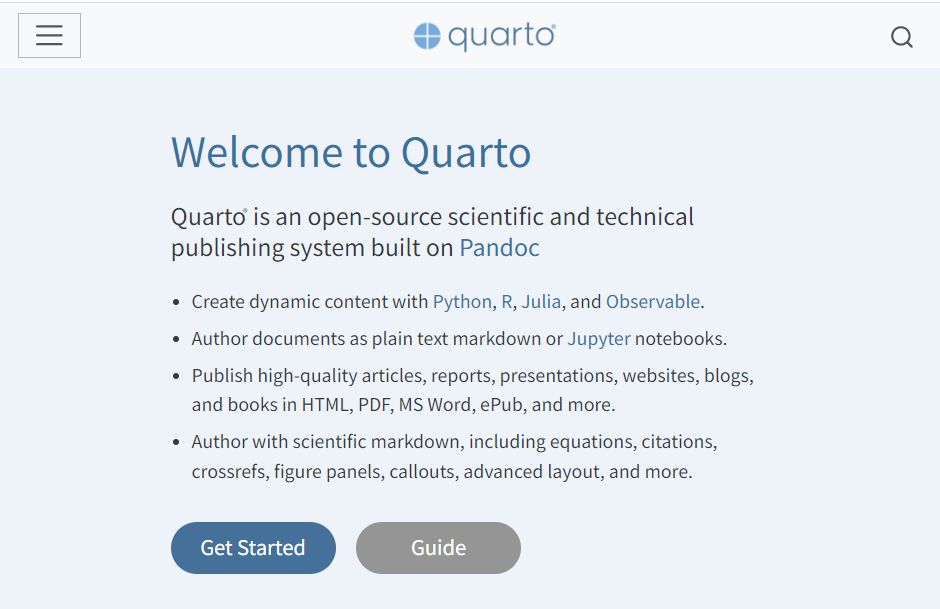 quarto®
Welcome to Quarto
Quarto® is an open-source scientific and technical
publishing system built on Pandoc
• Create dynamic content with Python, R, Julia, and Observable.
• Author documents as plain text markdown or Jupyter notebooks.
• Publish high-quality articles, reports, presentations, websites, blogs,
and books in HTML, PDF, MS Word, ePub, and more.
• Author with scientific markdown, including equations, citations,
crossrefs, figure panels, callouts, advanced layout, and more.
Get Started Guide